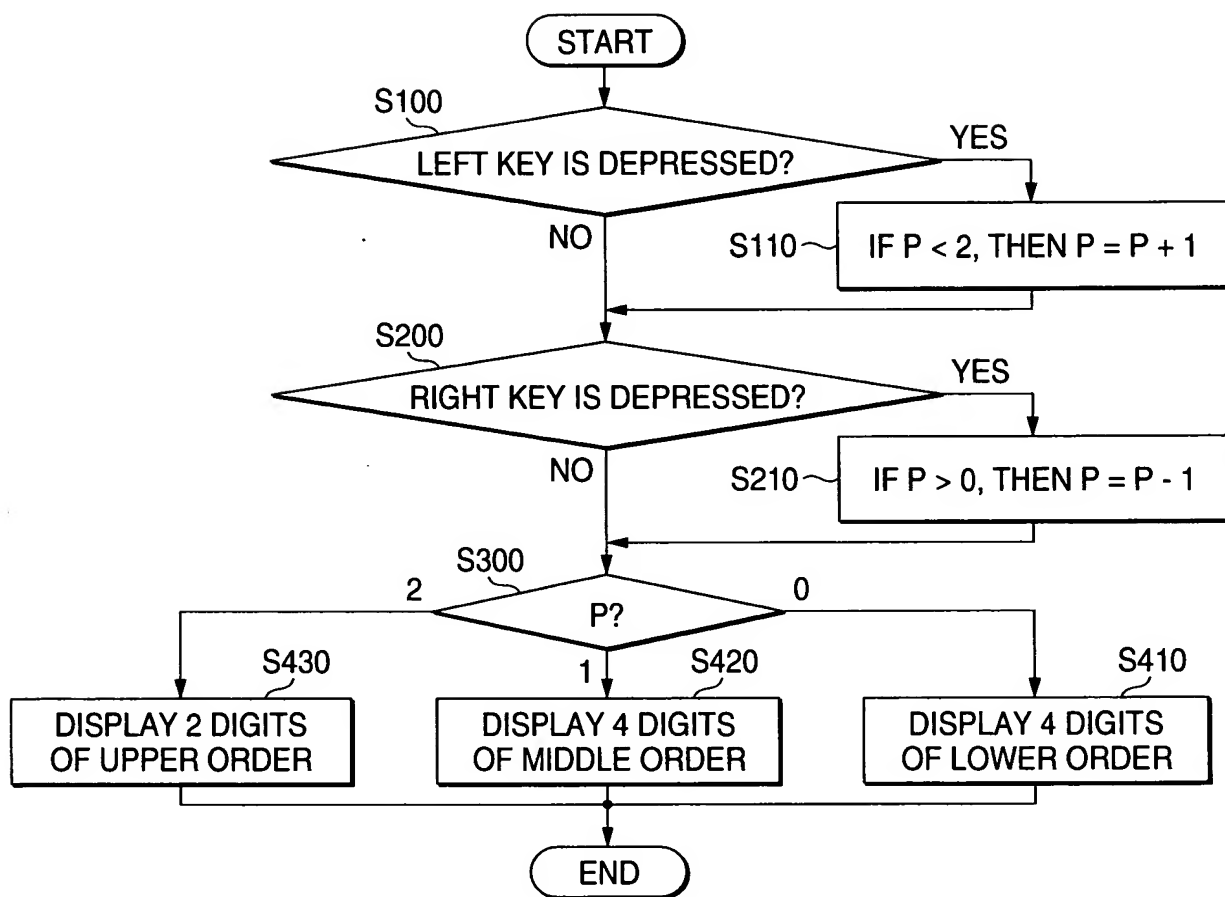 START
S100
LEFT KEY IS DEPRESSED?
YES
NO
S110
IF P < 2, THEN P = P + 1
S200
RIGHT KEY IS DEPRESSED?
YES
NO
S210
IF P > 0, THEN P = P - 1
S300
2
P?
0
1
S430
DISPLAY 2 DIGITS
OF UPPER ORDER
S420
DISPLAY 4 DIGITS
OF MIDDLE ORDER
S410
DISPLAY 4 DIGITS
OF LOWER ORDER
END